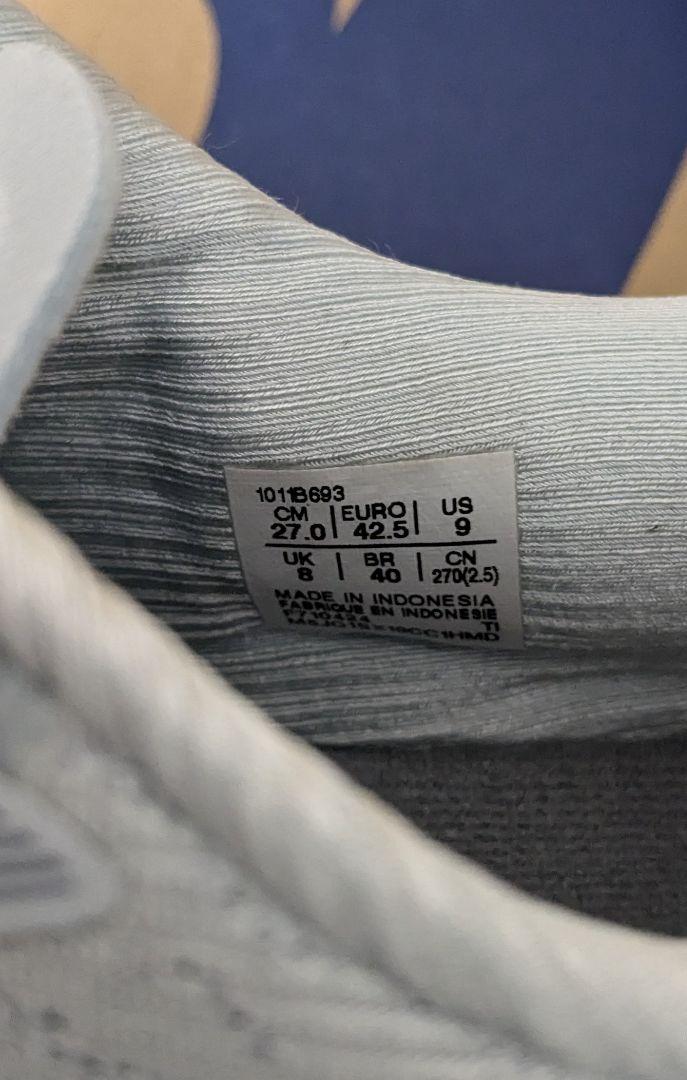 1011B693
CM | EURO | US
27.0 | 42.5 | 9
UK | BR | CN
8 | 40 | 270(2.5)
MADE IN INDONESIA
FABRIQUE EN INDONESIE
TI